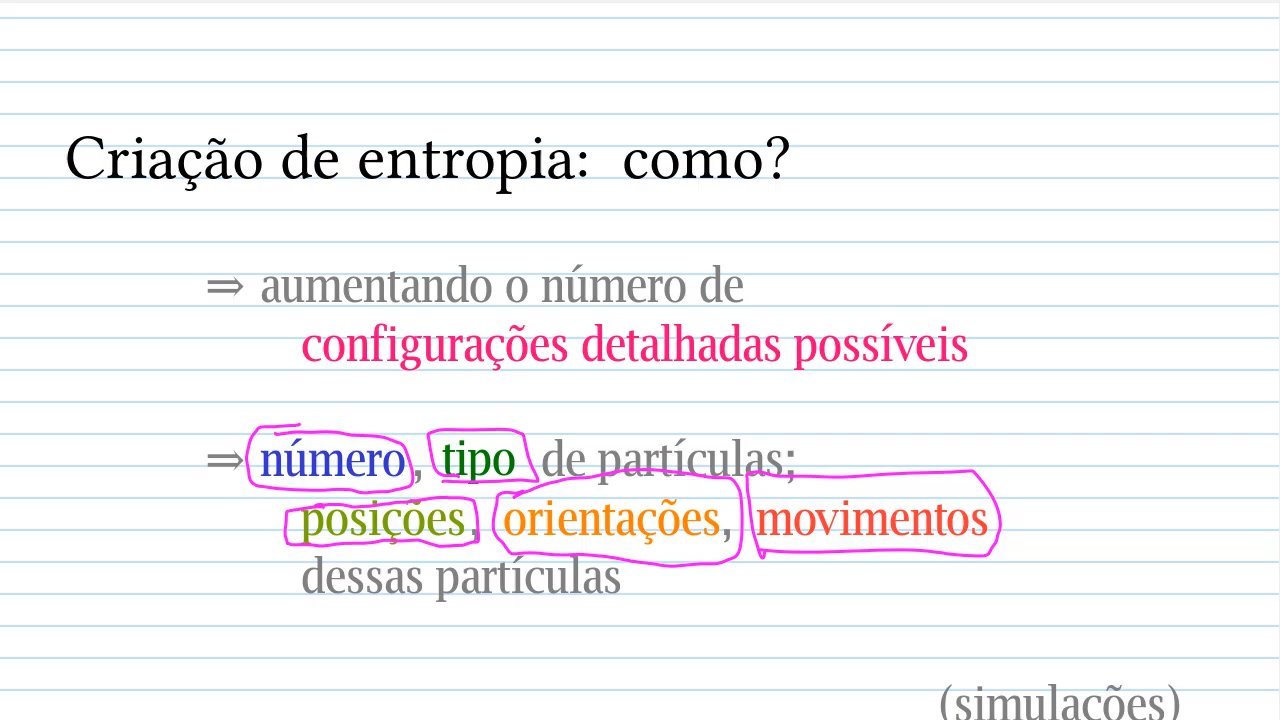 Criação de entropia: como?
⇒ aumentando o número de
configurações detalhadas possíveis
⇒ número, tipo de partículas;
posições, orientações, movimentos
dessas partículas
(simulações)